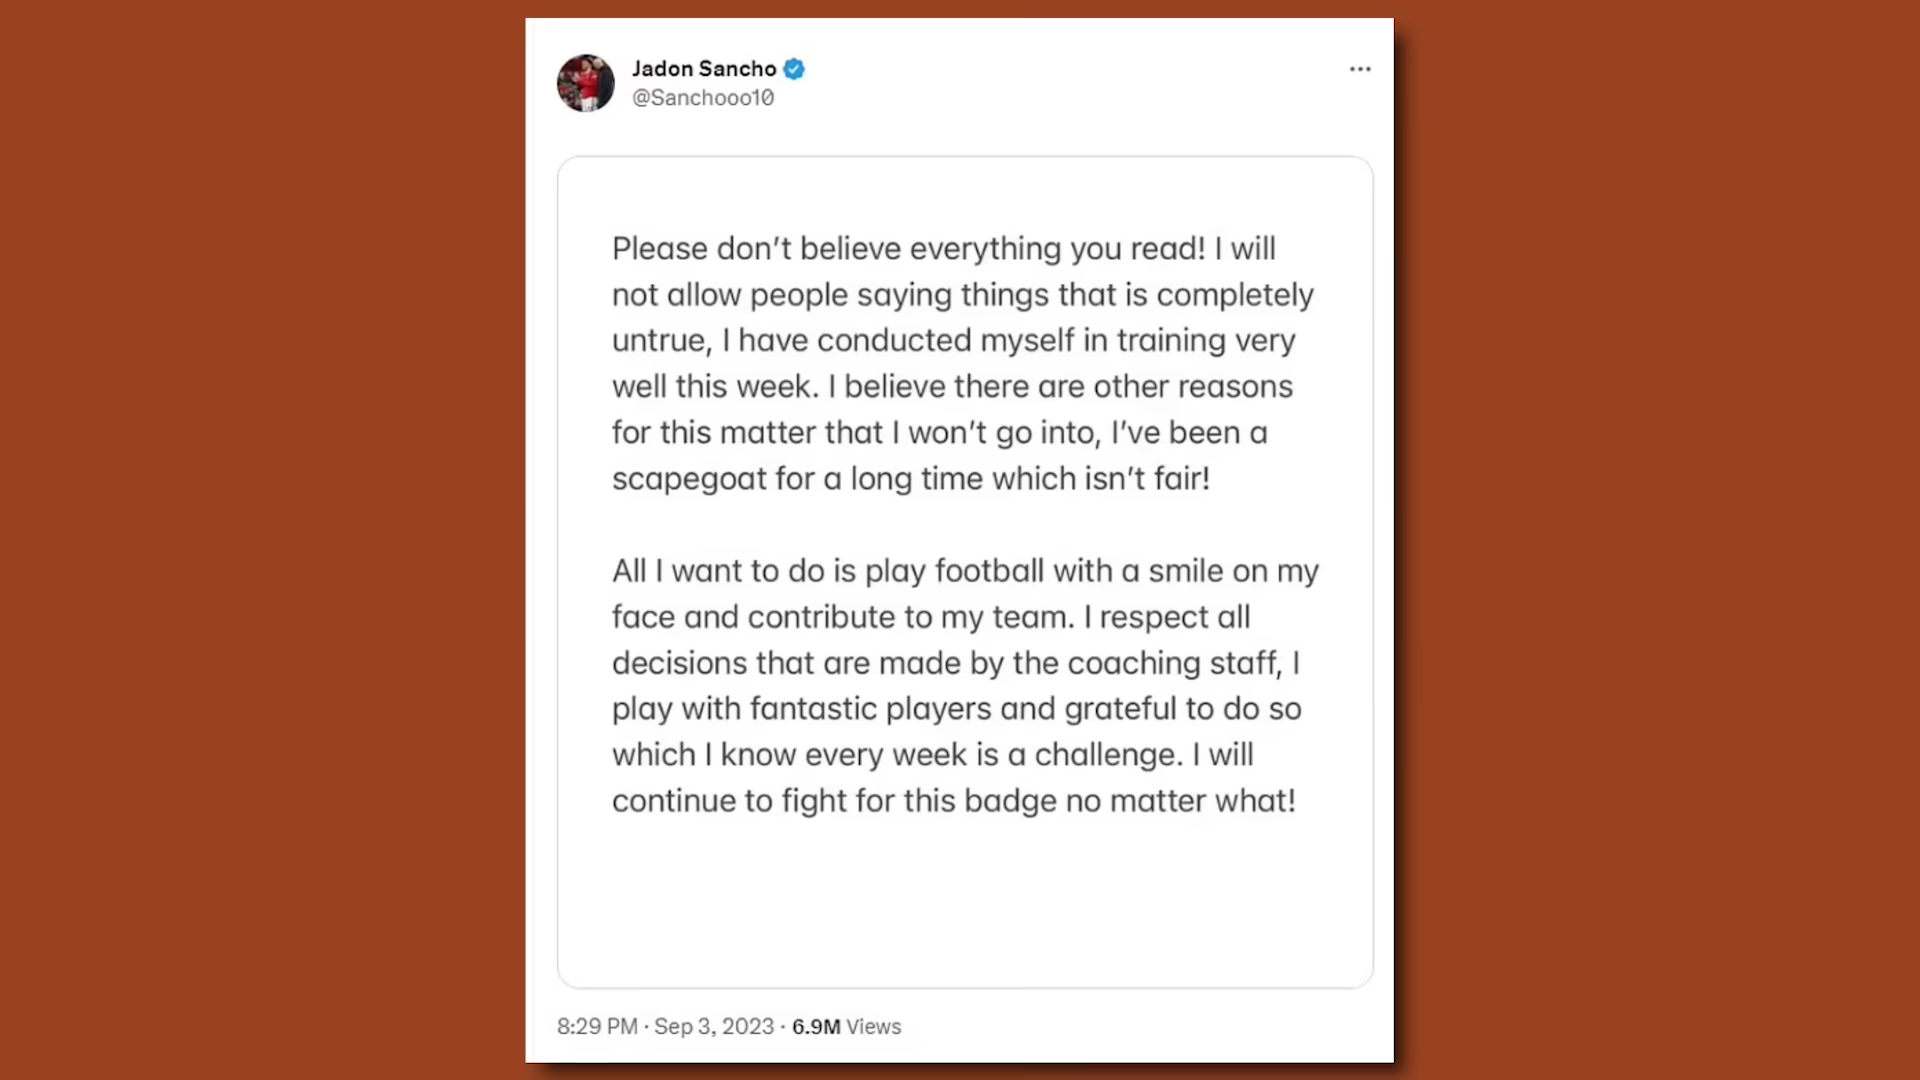 Jadon Sancho
@Sanchooo10
Please don’t believe everything you read! I will
not allow people saying things that is completely
untrue, I have conducted myself in training very
well this week. I believe there are other reasons
for this matter that I won’t go into, I’ve been a
scapegoat for a long time which isn’t fair!
All I want to do is play football with a smile on my
face and contribute to my team. I respect all
decisions that are made by the coaching staff, I
play with fantastic players and grateful to do so
which I know every week is a challenge. I will
continue to fight for this badge no matter what!
8:29 PM · Sep 3, 2023 · 6.9M Views